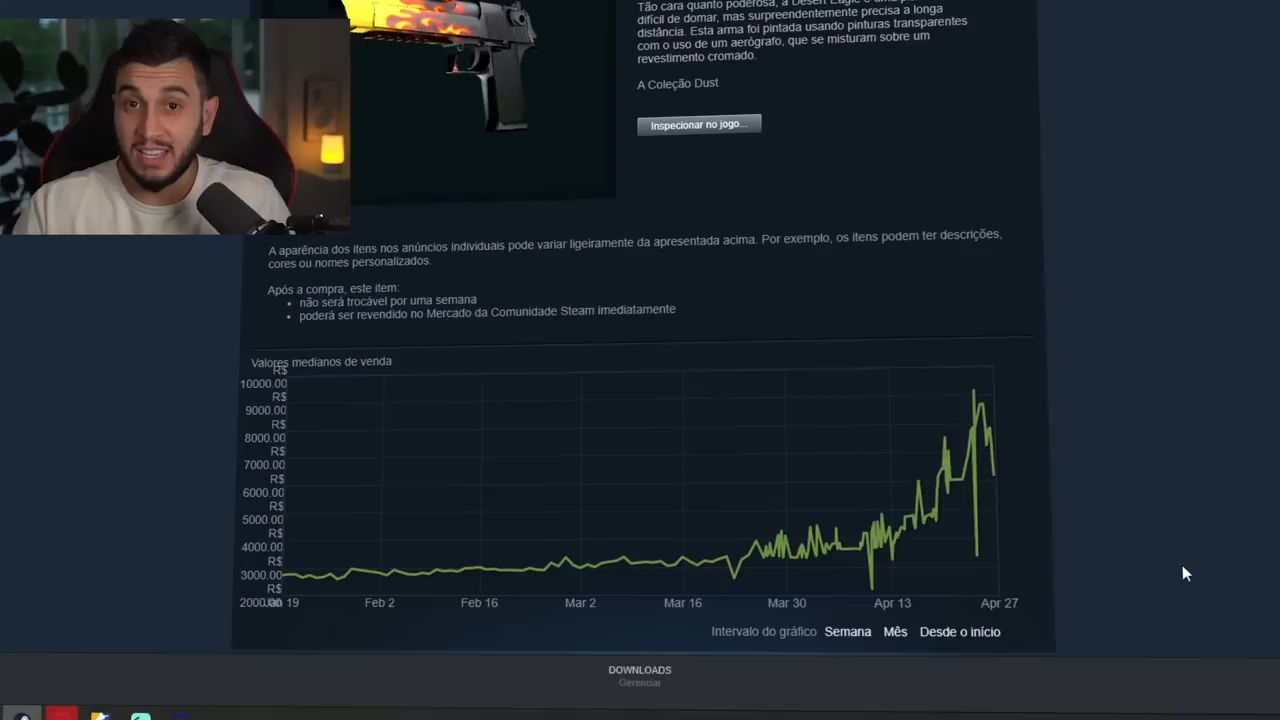 Tão cara quanto poderosa, a Desert Eagle é uma
difícil de domar, mas surpreendentemente precisa a longa
distância. Esta arma foi pintada usando pinturas transparentes
com o uso de um aerógrafo, que se misturam sobre um
revestimento cromado.
A Coleção Dust
Inspecionar no jogo...
A aparência dos itens nos anúncios individuais pode variar ligeiramente da apresentada acima. Por exemplo, os itens podem ter descrições,
cores ou nomes personalizados.
Após a compra, este item:
não será trocável por uma semana
poderá ser revendido no Mercado da Comunidade Steam imediatamente
Valores medianos de venda
R$
10000.00
R$
9000.00
R$
8000.00
R$
7000.00
R$
6000.00
R$
5000.00
R$
4000.00
R$
3000.00
R$
2000.00
19 Feb 2 Feb 16 Mar 2 Mar 16 Mar 30 Apr 13 Apr 27
Intervalo do gráfico Semana Mês Desde o início
DOWNLOADS
Gerenciar